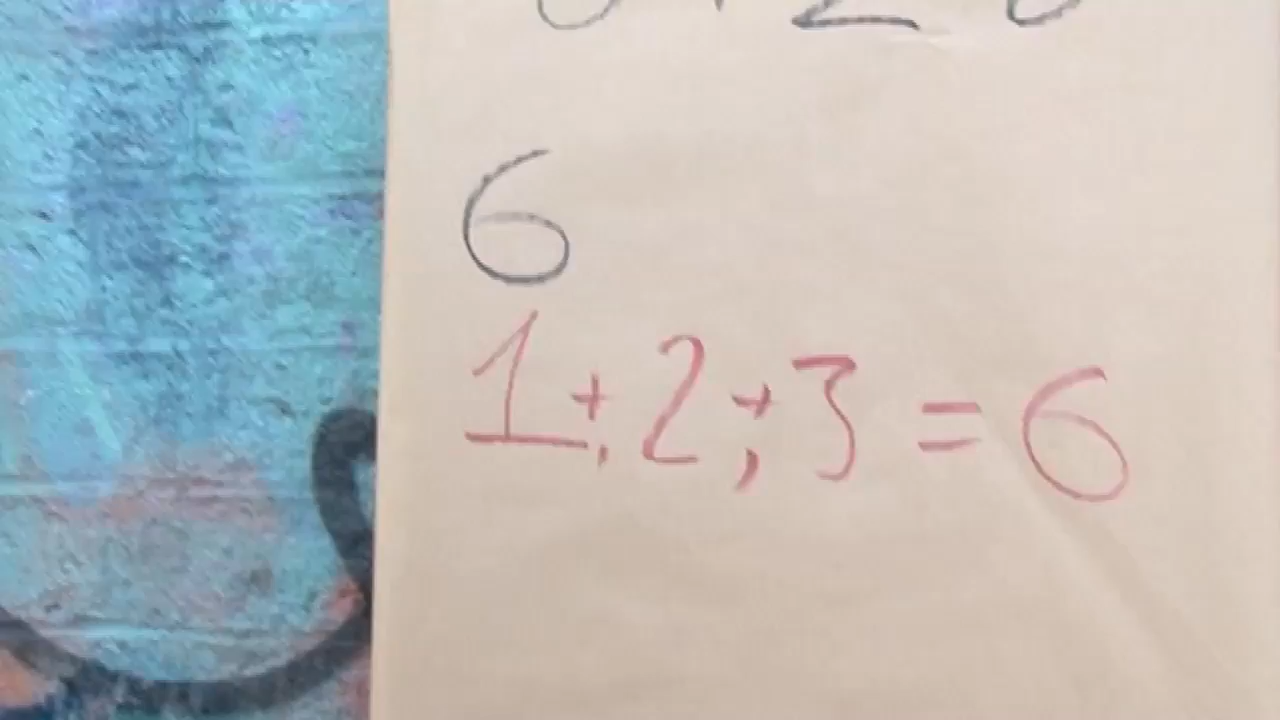 6
1+,2+,3 = 6